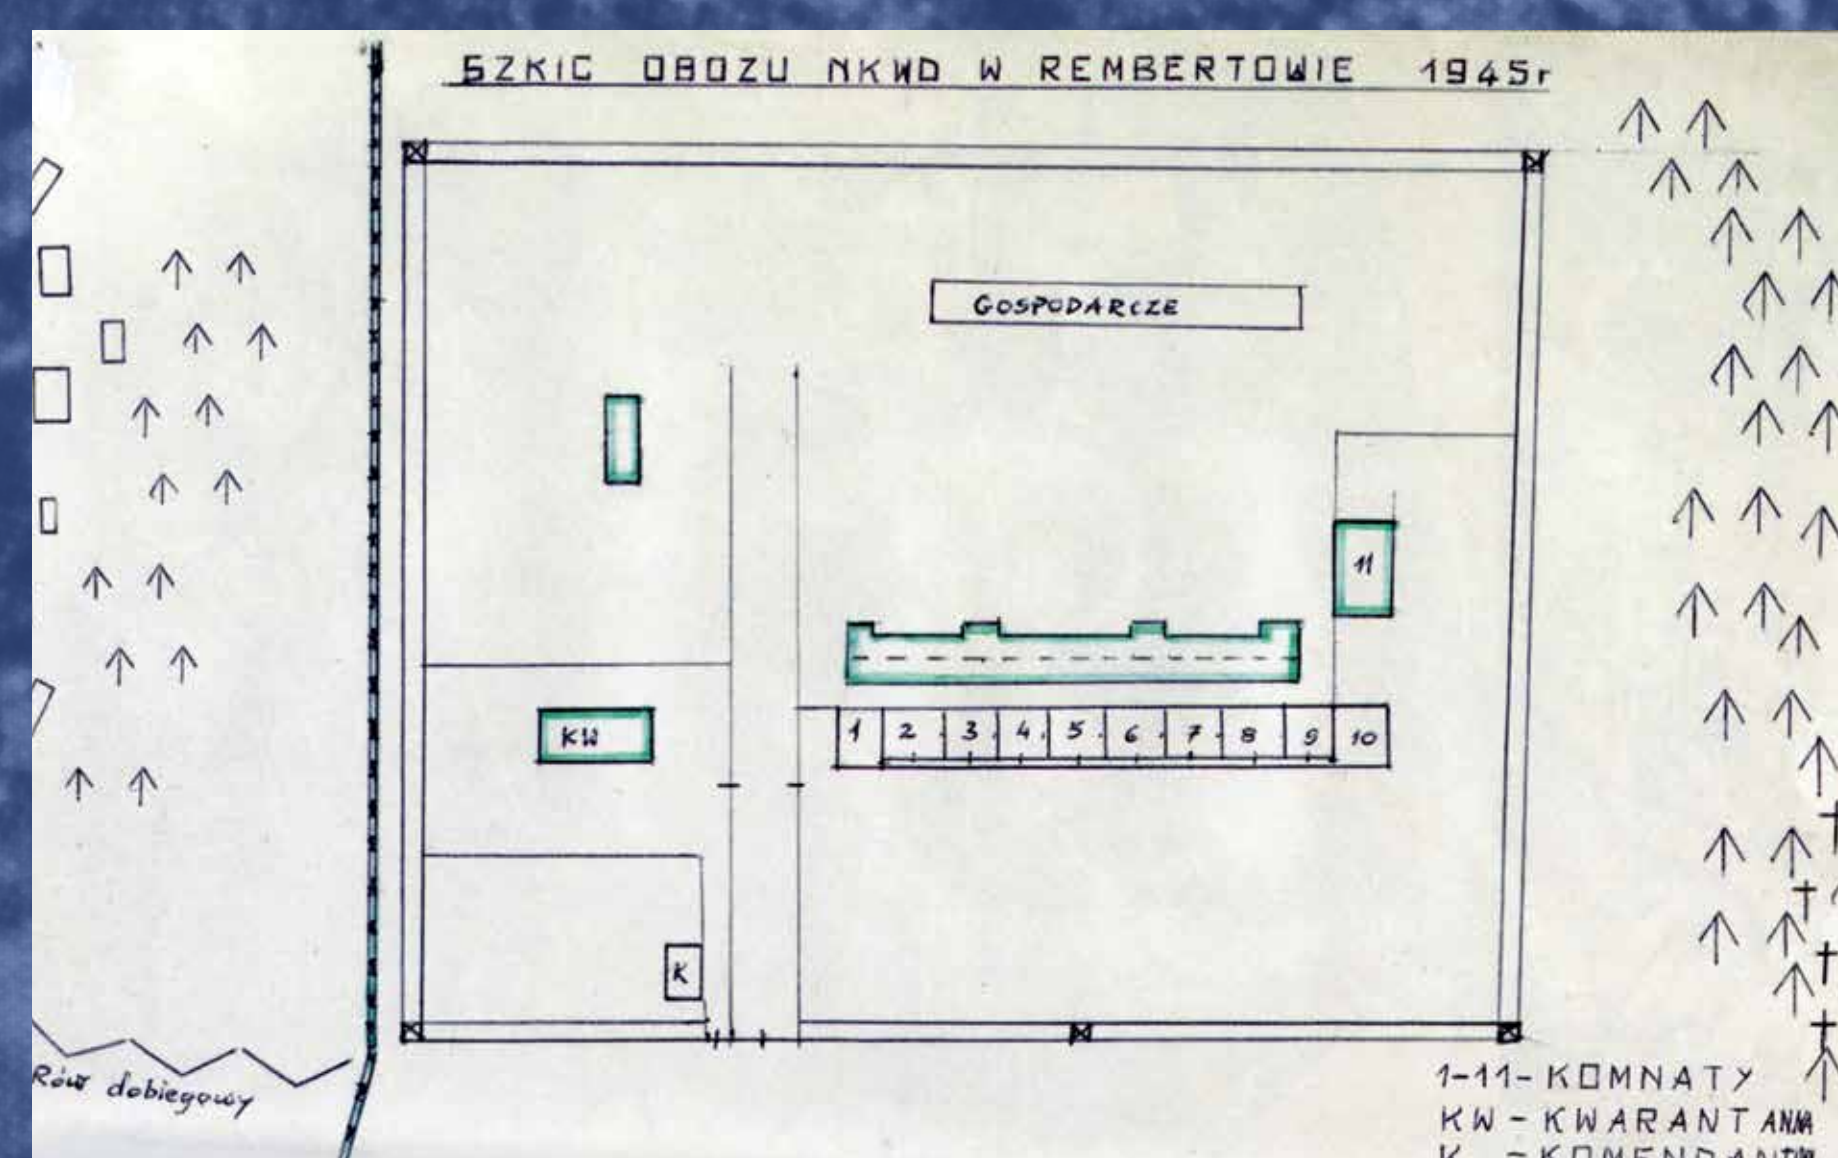 SZKIC OBOZU NKWD W REMBERTOWIE 1945r
GOSPODARCZE
11
KW
1 2 3 4 5 6 7 8 9 10
K
Rów dobiegowy
1-11-KOMNATY
KW-KWARANTANNA
K -KOMENDANTURA